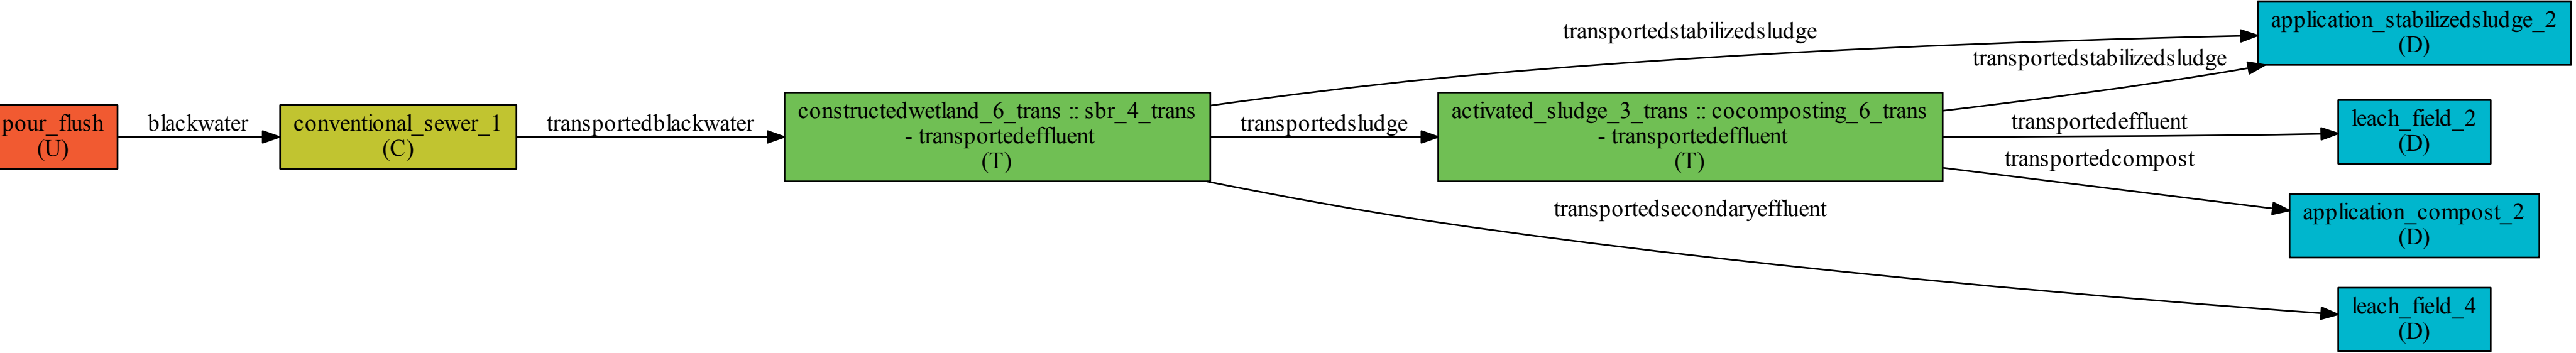 pour_flush
(U)
blackwater
conventional_sewer_1
(C)
transportedblackwater
constructedwetland_6_trans :: sbr_4_trans
- transportedeffluent
(T)
transportedstabilizedsludge
transportedsludge
transportedsecondaryeffluent
activated_sludge_3_trans :: cocomposting_6_trans
- transportedeffluent
(T)
transportedstabilizedsludge
transportedeffluent
transportedcompost
application_stabilizedsludge_2
(D)
leach_field_2
(D)
application_compost_2
(D)
leach_field_4
(D)